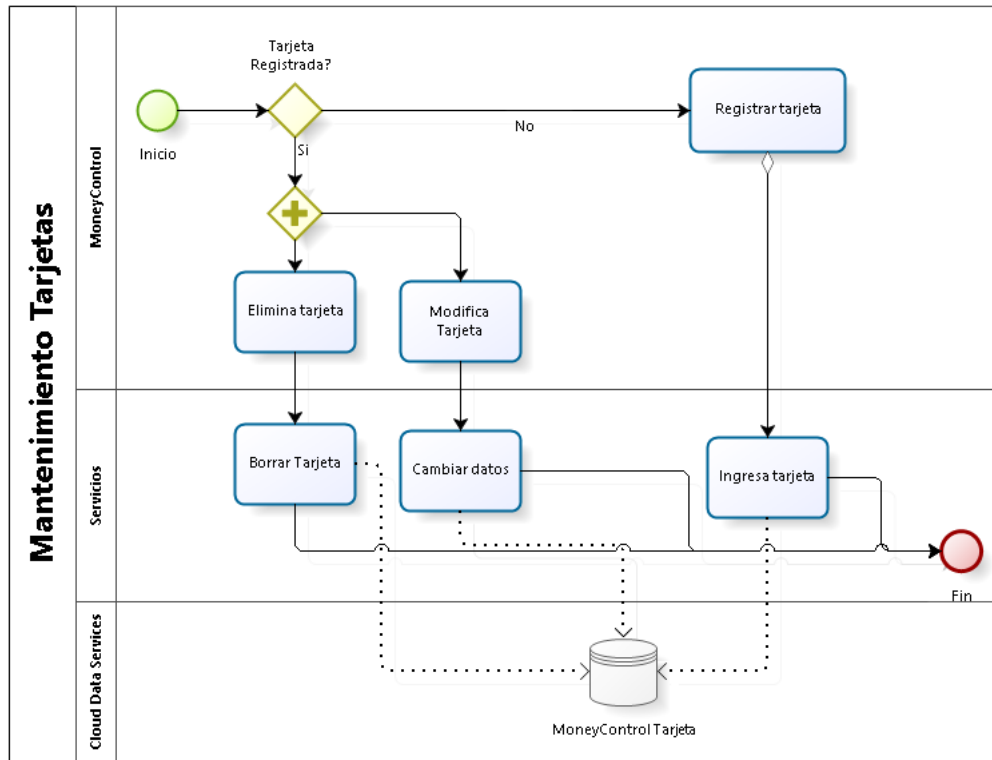 Mantenimiento Tarjetas
MoneyControl
Tarjeta
Registrada?
Inicio
No
Si
Registrar tarjeta
Elimina tarjeta
Modifica
Tarjeta
Servicios
Borrar Tarjeta
Cambiar datos
Ingresa tarjeta
Fin
Cloud Data Services
MoneyControl Tarjeta